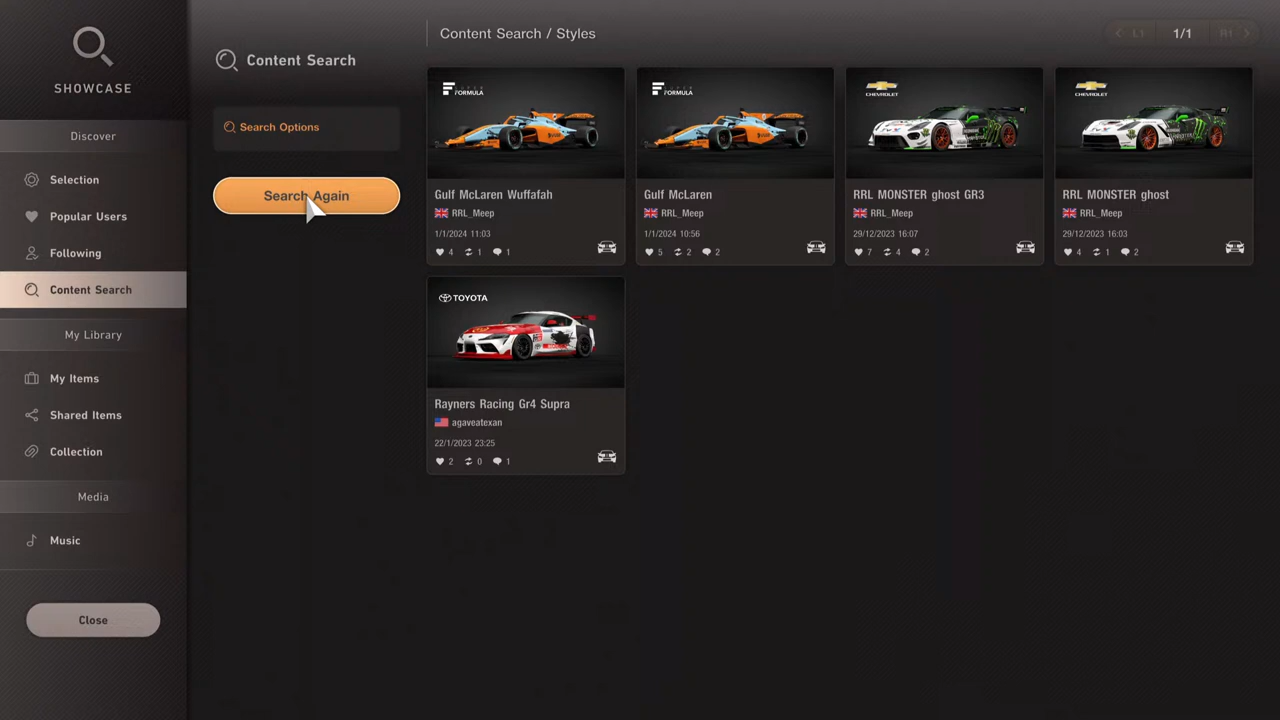 SHOWCASE
Discover
Selection
Popular Users
Following
Content Search
My Library
My Items
Shared Items
Collection
Media
Music
Close
Content Search
Search Options
Search Again
Content Search / Styles
L1
1/1
R1
SUPER FORMULA
Gulf McLaren Wuffafah
RRL_Meep
1/1/2024 11:03
4 1 1
SUPER FORMULA
Gulf McLaren
RRL_Meep
1/1/2024 10:56
5 2 2
CHEVROLET
RRL MONSTER ghost GR3
RRL_Meep
29/12/2023 16:07
7 4 2
CHEVROLET
RRL MONSTER ghost
RRL_Meep
29/12/2023 16:03
4 1 2
TOYOTA
Rayners Racing Gr4 Supra
agaveatexan
22/1/2023 23:25
2 0 1